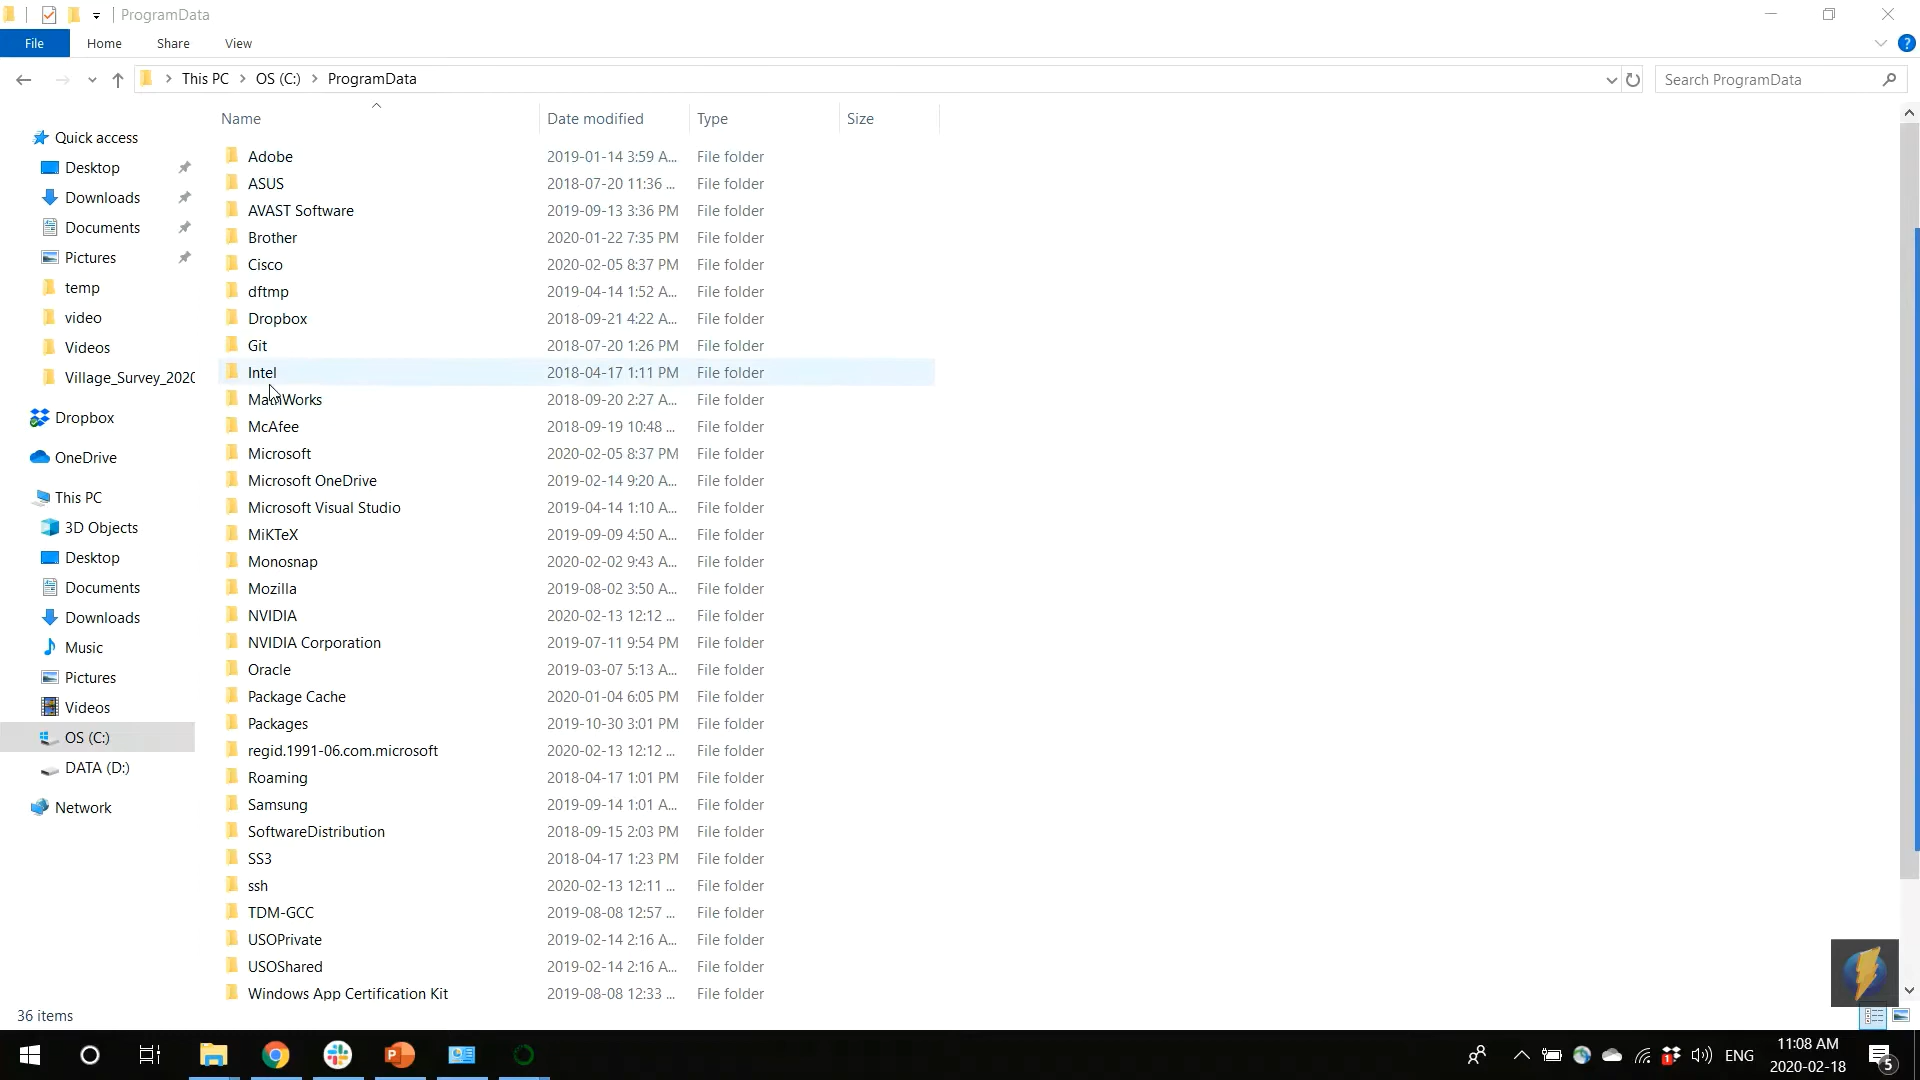 ProgramData
File Home Share View
This PC OS (C:) ProgramData
Search ProgramData
Name Date modified Type Size
Quick access
Desktop
Downloads
Documents
Pictures
temp
video
Videos
Village_Survey_2020
Dropbox
OneDrive
This PC
3D Objects
Desktop
Documents
Downloads
Music
Pictures
Videos
OS (C:)
DATA (D:)
Network
Adobe 2019-01-14 3:59 A... File folder
ASUS 2018-07-20 11:36 ... File folder
AVAST Software 2019-09-13 3:36 PM File folder
Brother 2020-01-22 7:35 PM File folder
Cisco 2020-02-05 8:37 PM File folder
dftmp 2019-04-14 1:52 A... File folder
Dropbox 2018-09-21 4:22 A... File folder
Git 2018-07-20 1:26 PM File folder
Intel 2018-04-17 1:11 PM File folder
MathWorks 2018-09-20 2:27 A... File folder
McAfee 2018-09-19 10:48 ... File folder
Microsoft 2020-02-05 8:37 PM File folder
Microsoft OneDrive 2019-02-14 9:20 A... File folder
Microsoft Visual Studio 2019-04-14 1:10 A... File folder
MiKTeX 2019-09-09 4:50 A... File folder
Monosnap 2020-02-02 9:43 A... File folder
Mozilla 2019-08-02 3:50 A... File folder
NVIDIA 2020-02-13 12:12 ... File folder
NVIDIA Corporation 2019-07-11 9:54 PM File folder
Oracle 2019-03-07 5:13 A... File folder
Package Cache 2020-01-04 6:05 PM File folder
Packages 2019-10-30 3:01 PM File folder
regid.1991-06.com.microsoft 2020-02-13 12:12 ... File folder
Roaming 2018-04-17 1:01 PM File folder
Samsung 2019-09-14 1:01 A... File folder
SoftwareDistribution 2018-09-15 2:03 PM File folder
SS3 2018-04-17 1:23 PM File folder
ssh 2020-02-13 12:11 ... File folder
TDM-GCC 2019-08-08 12:57 ... File folder
USOPrivate 2019-02-14 2:16 A... File folder
USOShared 2019-02-14 2:16 A... File folder
Windows App Certification Kit 2019-08-08 12:33 ... File folder
36 items
ENG
11:08 AM
2020-02-18
5